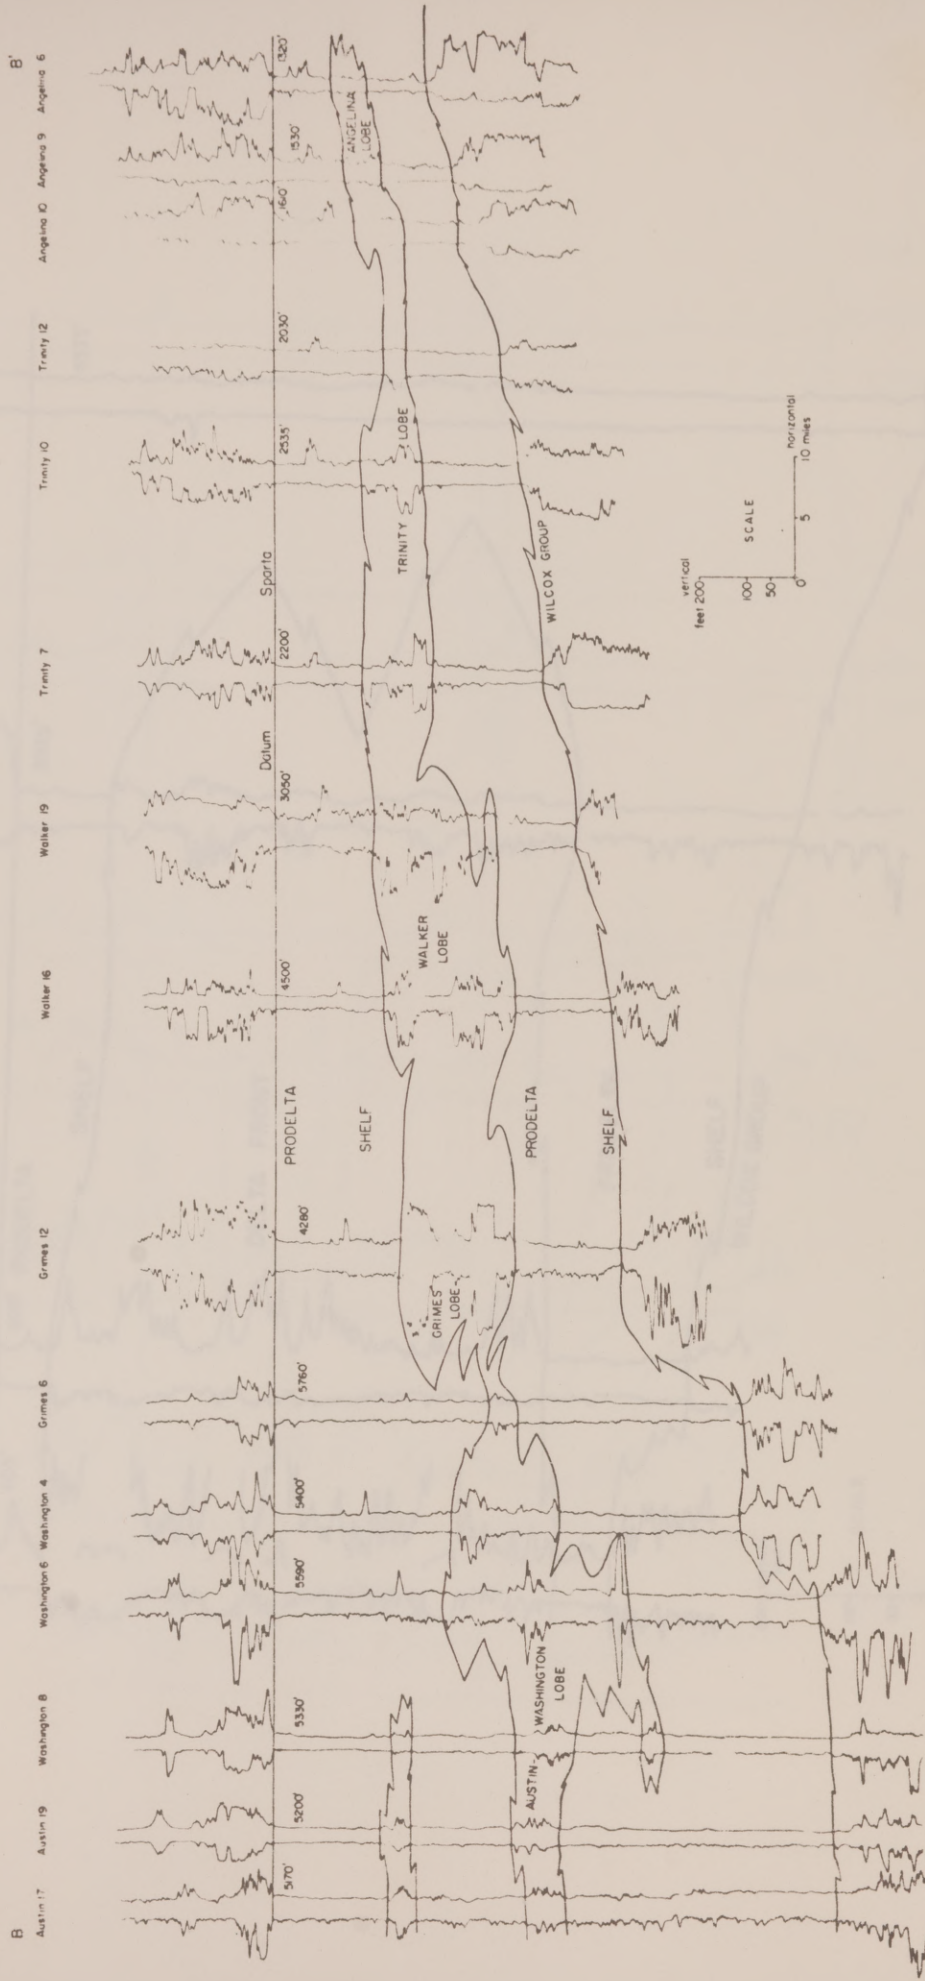 B
B'
Austin 17
Austin 19
Washington 8
Washington 6
Washington 4
Grimes 6
Grimes 12
Walker 16
Walker 19
Trinity 7
Trinity 10
Trinity 12
Angelina 10
Angelina 9
Angelina 6
Datum
Sparta
5170'
5200'
5330'
5590'
5400'
5760'
4280'
4500'
3050'
2200'
2535'
2030'
1610'
1530'
1320'
PRODELTA
SHELF
ANGELINA
LOBE
TRINITY
LOBE
WALKER
LOBE
GRIMES
LOBE
AUSTIN-
WASHINGTON
LOBE
PRODELTA
SHELF
WILCOX GROUP
vertical
feet 200
100
50
0
SCALE
5
10 miles
horizontal